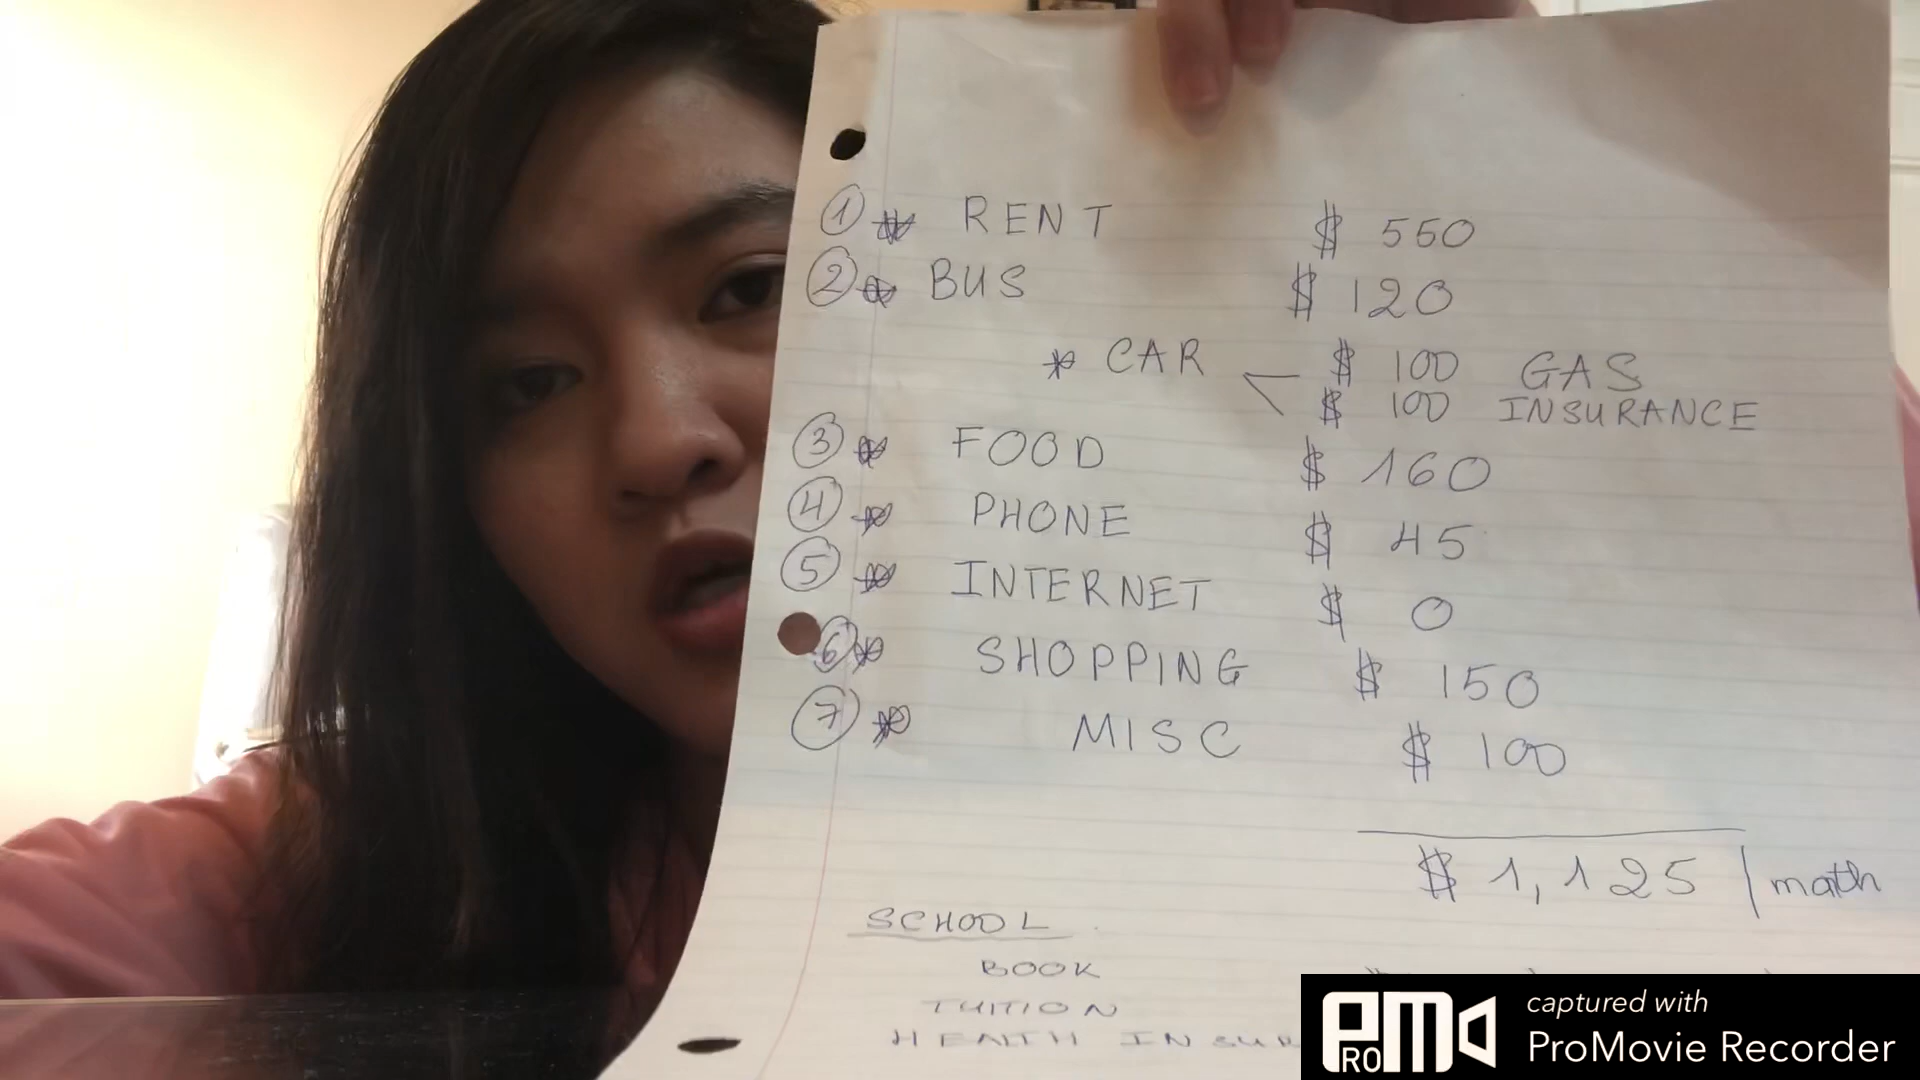 ① * RENT $ 550
② * BUS $ 120
* CAR $ 100 GAS
$ 100 INSURANCE
③ * FOOD $ 160
④ * PHONE $ 45
⑤ * INTERNET $ 0
⑥ * SHOPPING $ 150
⑦ * MISC $ 100
$ 1,125 / math
SCHOOL
BOOK
TUITION
HEALTH INSUR
PRO
captured with
ProMovie Recorder